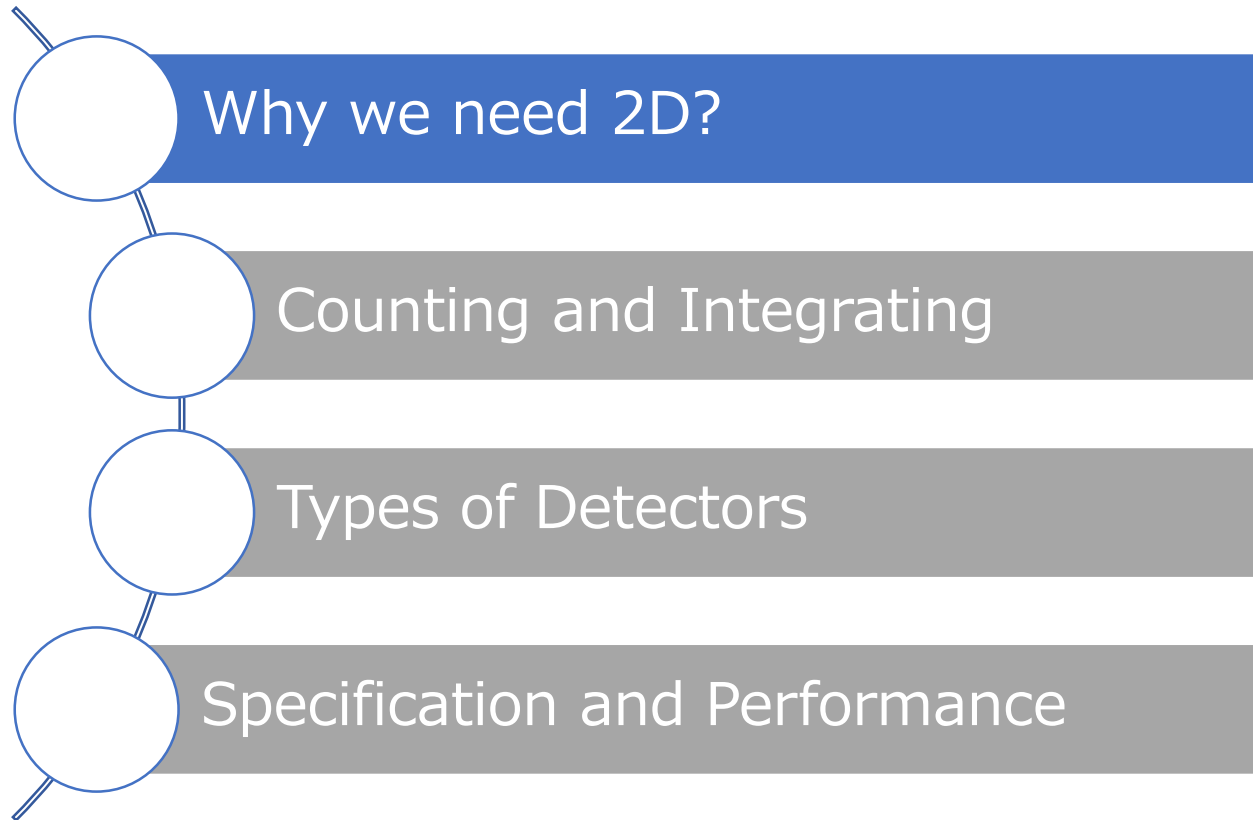 Why we need 2D?
Counting and Integrating
Types of Detectors
Specification and Performance